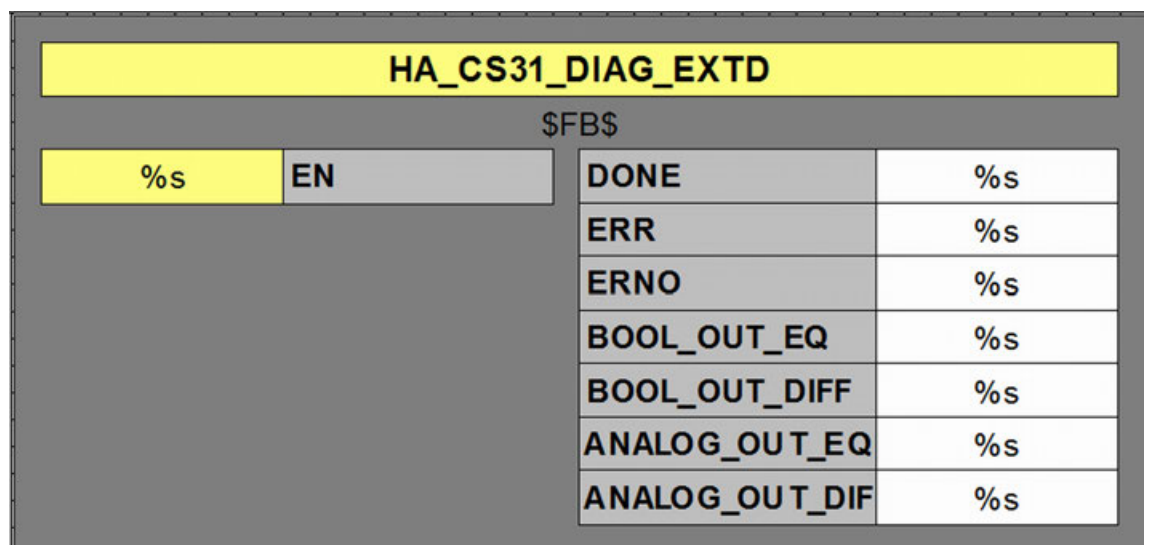 HA_CS31_DIAG_EXTD
$FB$
%s EN DONE %s
ERR %s
ERNO %s
BOOL_OUT_EQ %s
BOOL_OUT_DIFF %s
ANALOG_OUT_EQ %s
ANALOG_OUT_DIF %s